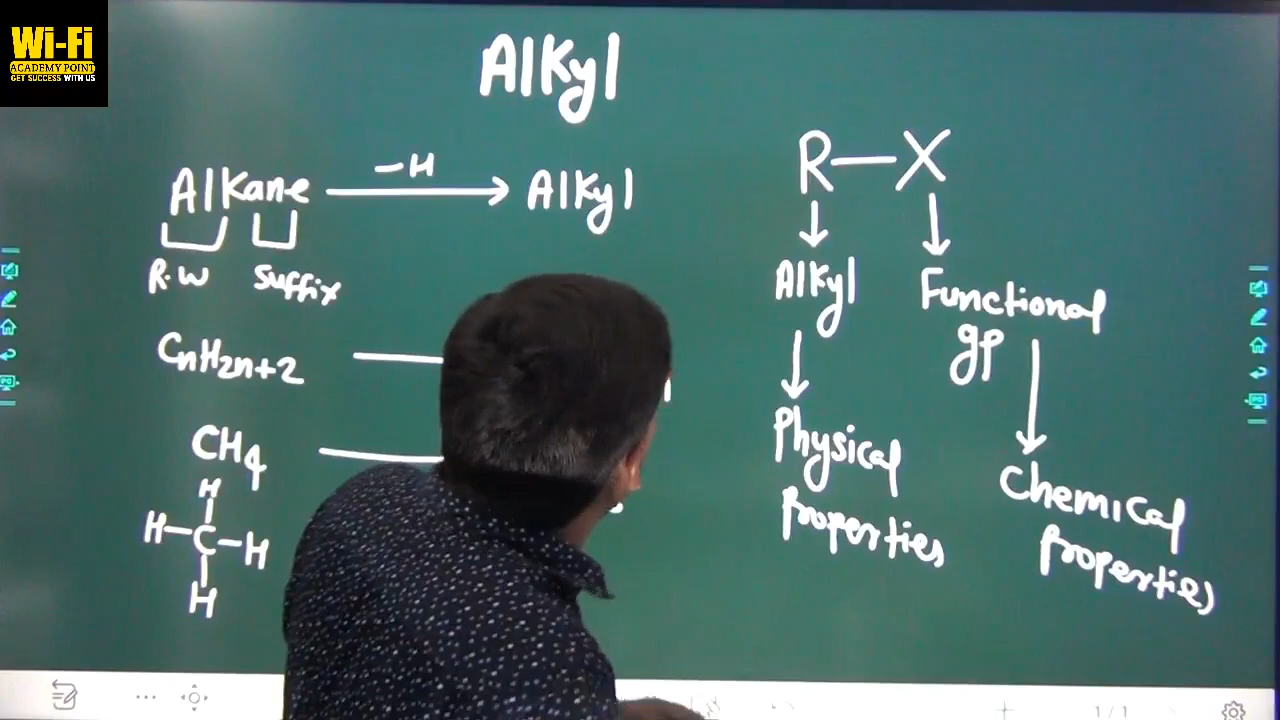 Wi-Fi
ACADEMY POINT
GET SUCCESS WITH US
Alkyl
Alkane —H→ Alkyl
R.W Suffix
CnH2n+2
CH4
H
H—C—H
H
R—X
Alkyl Functional gp
Physical Properties
Chemical Properties
1/1